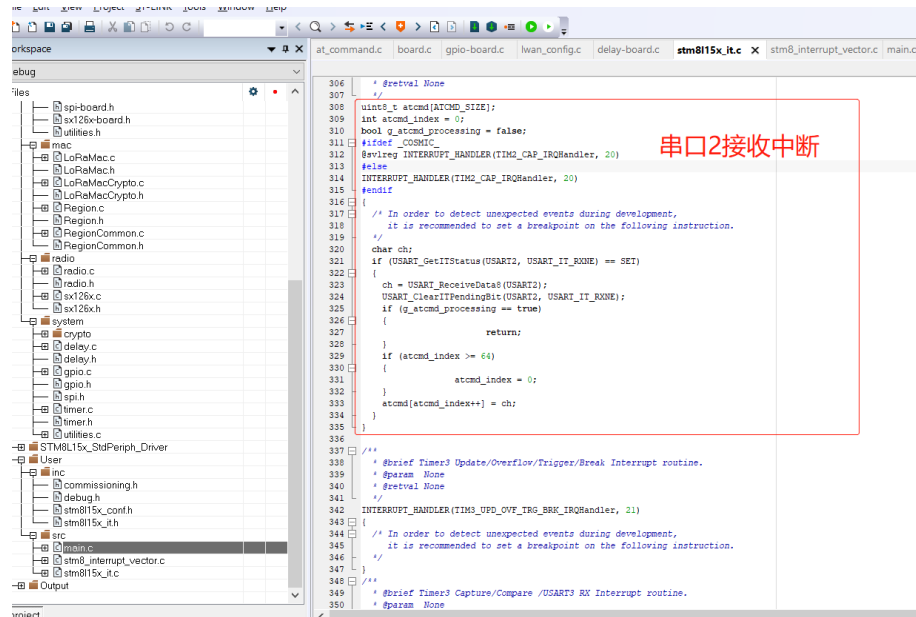 File Edit View Project ST-LINK Tools Window Help
orkspace
ebug
Files
spi-board.h
sx126x-board.h
utilities.h
mac
LoRaMac.c
LoRaMac.h
LoRaMacCrypto.c
LoRaMacCrypto.h
Region.c
Region.h
RegionCommon.c
RegionCommon.h
radio
radio.c
radio.h
sx126x.c
sx126x.h
system
crypto
delay.c
delay.h
gpio.c
gpio.h
spi.h
timer.c
timer.h
utilities.c
STM8L15x_StdPeriph_Driver
User
inc
commissioning.h
debug.h
stm8l15x_conf.h
stm8l15x_it.h
src
main.c
stm8_interrupt_vector.c
stm8l15x_it.c
Output
project
at_command.c board.c gpio-board.c lwan_config.c delay-board.c stm8l15x_it.c stm8_interrupt_vector.c main.c
306 * @retval None
307 */
308 uint8_t atcmd[ATCMD_SIZE];
309 int atcmd_index = 0;
310 bool g_atcmd_processing = false;
311 #ifdef _COSMIC_
312 @svlreg INTERRUPT_HANDLER(TIM2_CAP_IRQHandler, 20)
313 #else
314 INTERRUPT_HANDLER(TIM2_CAP_IRQHandler, 20)
315 #endif
316 {
317 /* In order to detect unexpected events during development,
318 it is recommended to set a breakpoint on the following instruction.
319 */
320 char ch;
321 if (USART_GetITStatus(USART2, USART_IT_RXNE) == SET)
322 {
323 ch = USART_ReceiveData8(USART2);
324 USART_ClearITPendingBit(USART2, USART_IT_RXNE);
325 if (g_atcmd_processing == true)
326 {
327 return;
328 }
329 if (atcmd_index >= 64)
330 {
331 atcmd_index = 0;
332 }
333 atcmd[atcmd_index++] = ch;
334 }
335 }
336
337 /**
338 * @brief Timer3 Update/Overflow/Trigger/Break Interrupt routine.
339 * @param None
340 * @retval None
341 */
342 INTERRUPT_HANDLER(TIM3_UPD_OVF_TRG_BRK_IRQHandler, 21)
343 {
344 /* In order to detect unexpected events during development,
345 it is recommended to set a breakpoint on the following instruction.
346 */
347 }
348 /**
349 * @brief Timer3 Capture/Compare /USART3 RX Interrupt routine.
350 * @param None
串口2接收中断